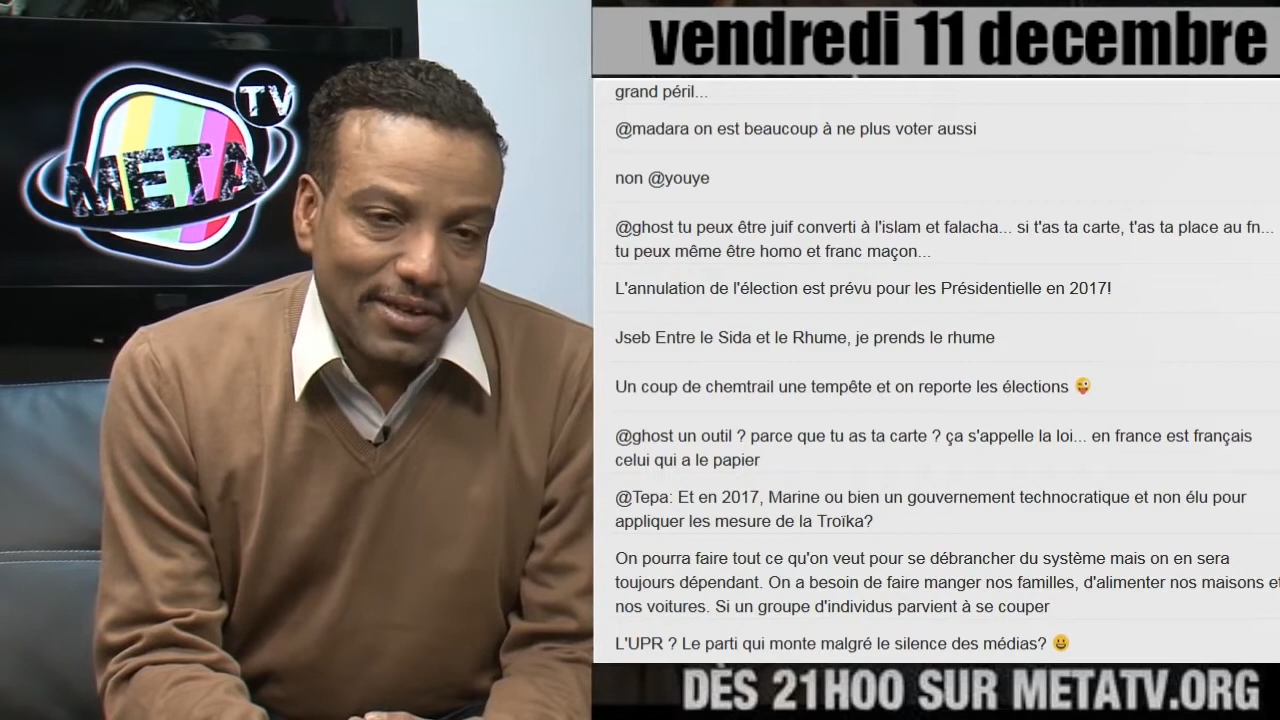 TV
META
vendredi 11 decembre
grand péril...
@madara on est beaucoup à ne plus voter aussi
non @youye
@ghost tu peux être juif converti à l'islam et falacha... si t'as ta carte, t'as ta place au fn...
tu peux même être homo et franc maçon...
L'annulation de l'élection est prévu pour les Présidentielle en 2017!
Jseb Entre le Sida et le Rhume, je prends le rhume
Un coup de chemtrail une tempête et on reporte les élections 😜
@ghost un outil ? parce que tu as ta carte ? ça s'appelle la loi... en france est français
celui qui a le papier
@Tepa: Et en 2017, Marine ou bien un gouvernement technocratique et non élu pour
appliquer les mesure de la Troïka?
On pourra faire tout ce qu'on veut pour se débrancher du système mais on en sera
toujours dépendant. On a besoin de faire manger nos familles, d'alimenter nos maisons et
nos voitures. Si un groupe d'individus parvient à se couper
L'UPR ? Le parti qui monte malgré le silence des médias? 😀
DÈS 21H00 SUR METATV.ORG